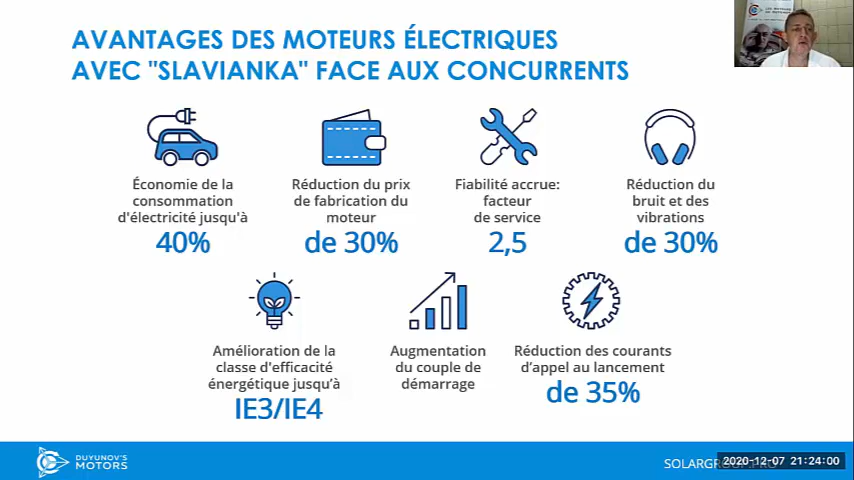 AVANTAGES DES MOTEURS ÉLECTRIQUES
AVEC "SLAVIANKA" FACE AUX CONCURRENTS
Économie de la
consommation
d'électricité jusqu'à
40%
Réduction du prix
de fabrication du
moteur
de 30%
Fiabilité accrue:
facteur
de service
2,5
Réduction du
bruit et des
vibrations
de 30%
Amélioration de la
classe d'efficacité
énergétique jusqu'à
IE3/IE4
Augmentation
du couple de
démarrage
Réduction des courants
d'appel au lancement
de 35%
DUYUNOV'S
MOTORS
2020-12-07 21:24:00